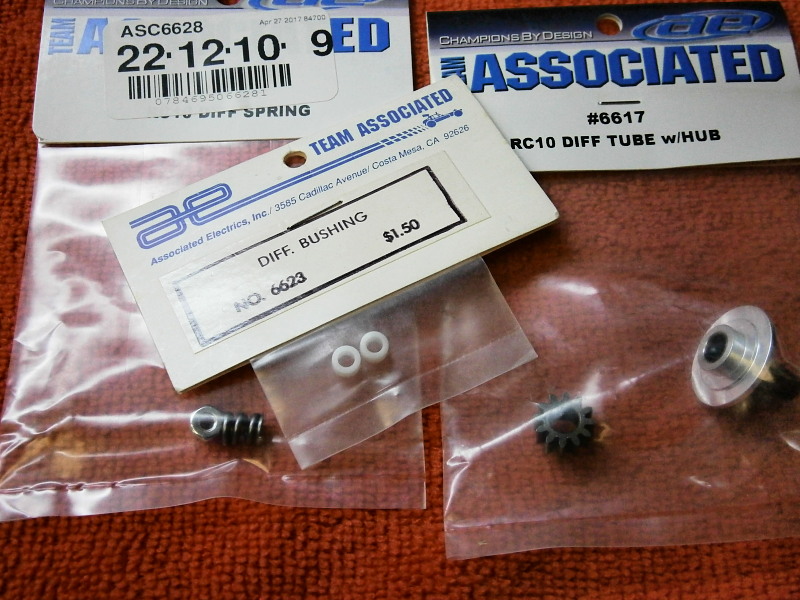 CHAMPIONS BY DESIGN
TEAM
ASC6628
Apr 27 2017 84700
22·12·10· 9
0784695066281
DIFF SPRING
CHAMPIONS BY DESIGN
ae
TEAM
ASSOCIATED
#6617
RC10 DIFF TUBE w/HUB
TEAM ASSOCIATED
ae
Associated Electrics, Inc./ 3585 Cadillac Avenue/ Costa Mesa, CA 92626
DIFF. BUSHING
NO. 6623
$1.50